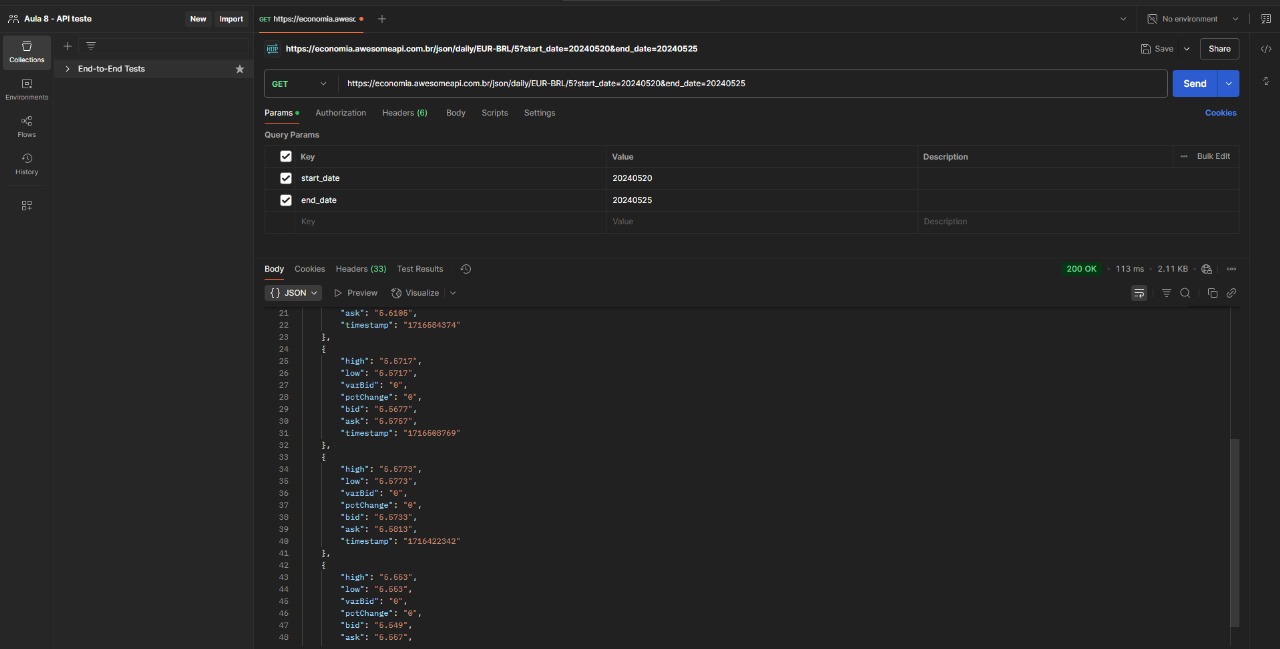 Aula 8 - API teste
New
Import
GET https://economia.awesc
No environment
Collections
Environments
Flows
History
End-to-End Tests
HTTP
https://economia.awesomeapi.com.br/json/daily/EUR-BRL/5?start_date=20240520&end_date=20240525
Save
Share
GET
https://economia.awesomeapi.com.br/json/daily/EUR-BRL/5?start_date=20240520&end_date=20240525
Send
Params
Authorization
Headers (6)
Body
Scripts
Settings
Cookies
Query Params
Key Value Description Bulk Edit
start_date 20240520
end_date 20240525
Key Value Description
Body
Cookies
Headers (33)
Test Results
200 OK
113 ms
2.11 KB
{} JSON
Preview
Visualize
21 "ask": "5.6105",
22 "timestamp": "1716584374"
23 },
24 {
25 "high": "5.5717",
26 "low": "5.5717",
27 "varBid": "0",
28 "pctChange": "0",
29 "bid": "5.5677",
30 "ask": "5.5757",
31 "timestamp": "1716508769"
32 },
33 {
34 "high": "5.5773",
35 "low": "5.5773",
36 "varBid": "0",
37 "pctChange": "0",
38 "bid": "5.5733",
39 "ask": "5.5813",
40 "timestamp": "1716422342"
41 },
42 {
43 "high": "5.553",
44 "low": "5.553",
45 "varBid": "0",
46 "pctChange": "0",
47 "bid": "5.549",
48 "ask": "5.557",